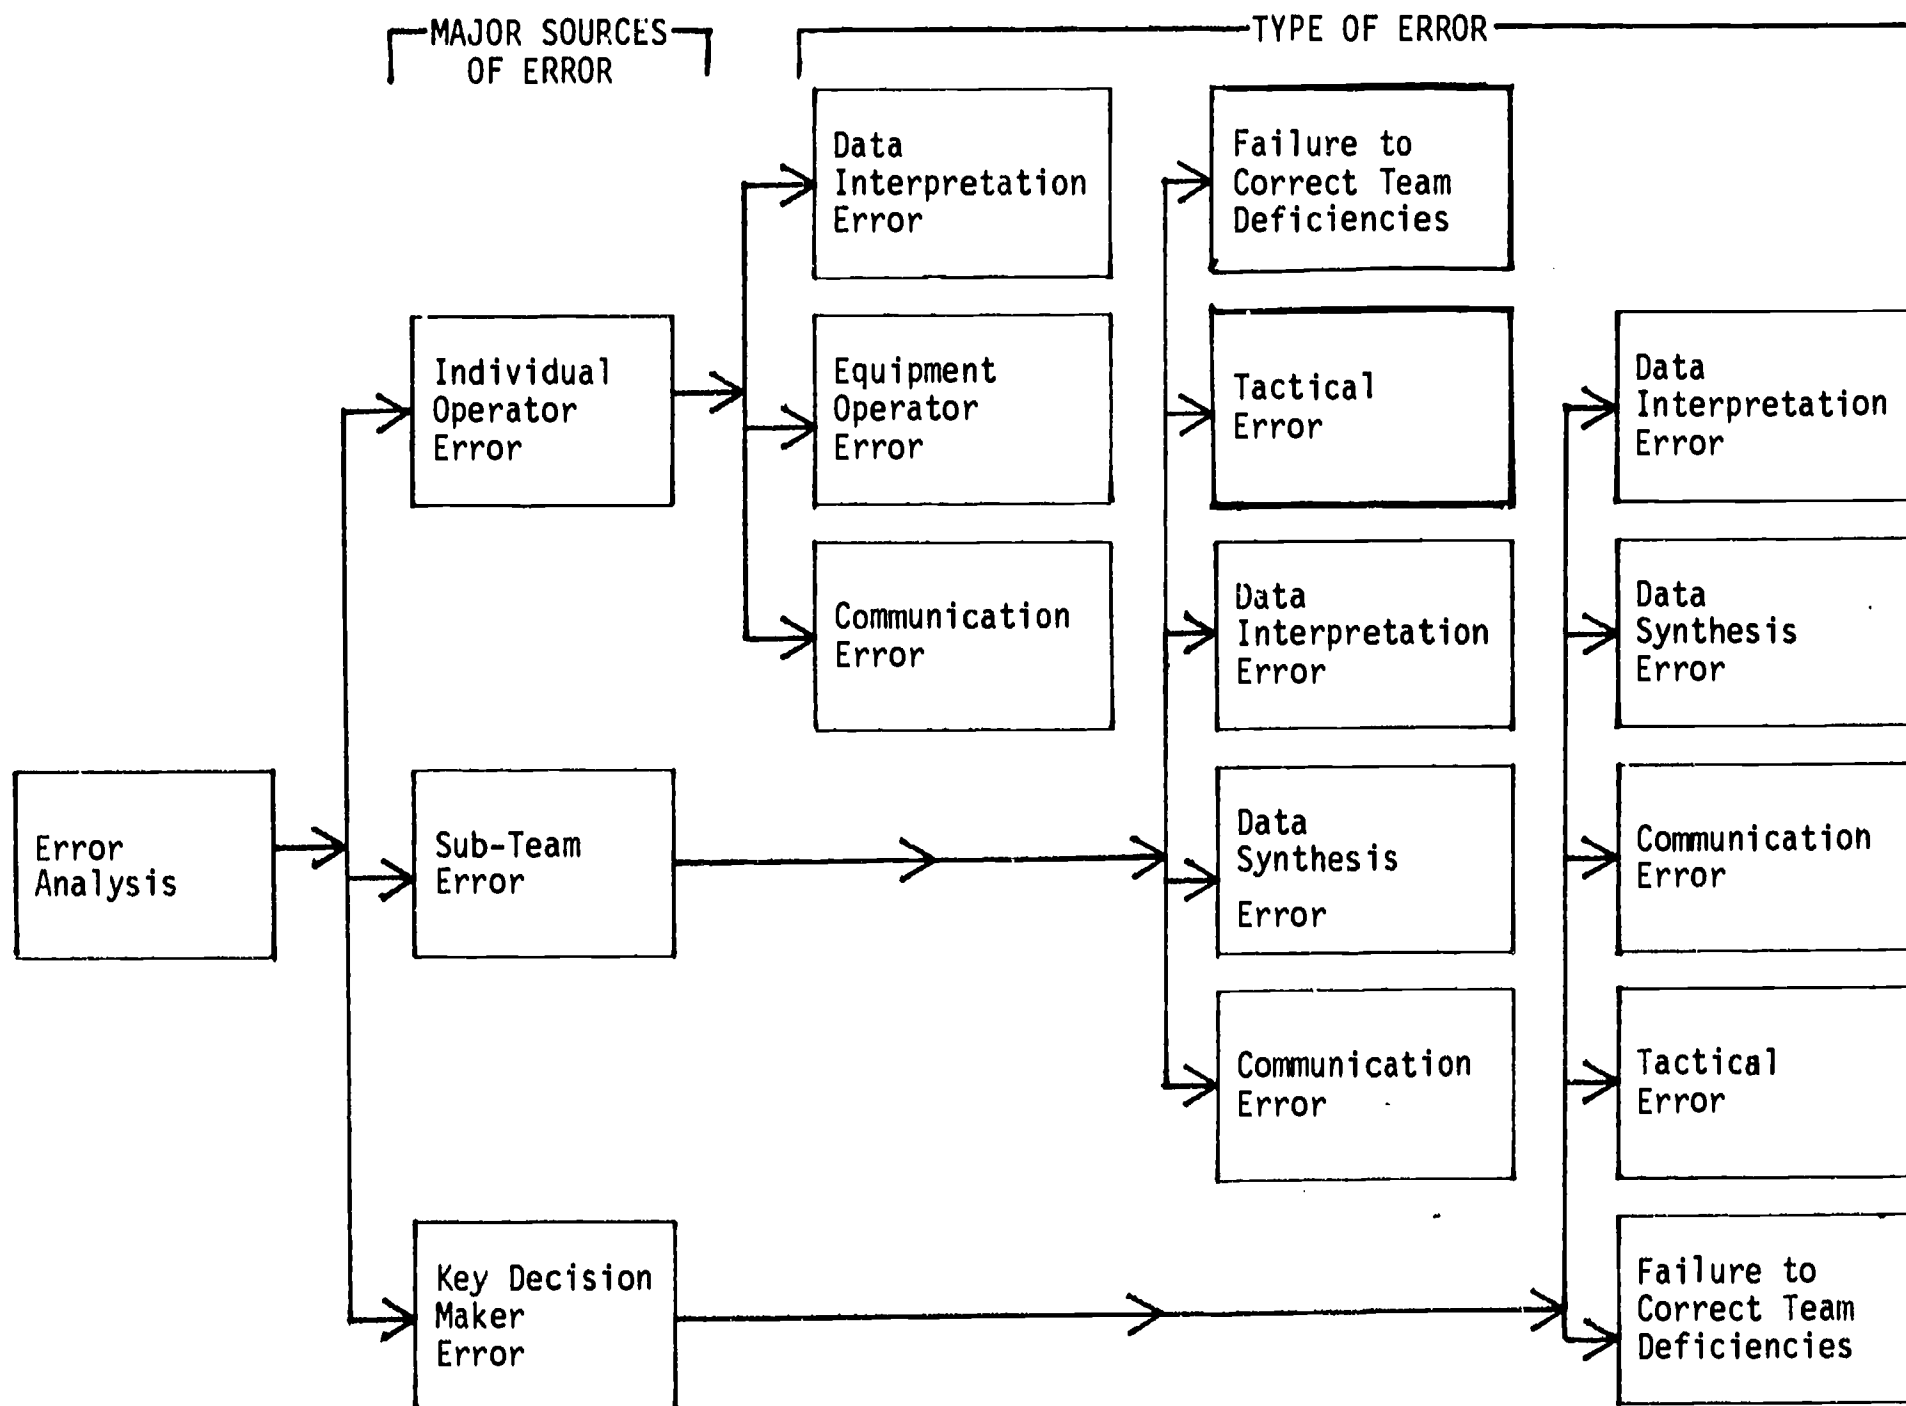 MAJOR SOURCES
OF ERROR
TYPE OF ERROR
Error
Analysis
Individual
Operator
Error
Sub-Team
Error
Key Decision
Maker
Error
Data
Interpretation
Error
Equipment
Operator
Error
Communication
Error
Failure to
Correct Team
Deficiencies
Tactical
Error
Data
Interpretation
Error
Data
Synthesis
Error
Communication
Error
Data
Interpretation
Error
Data
Synthesis
Error
Communication
Error
Tactical
Error
Failure to
Correct Team
Deficiencies